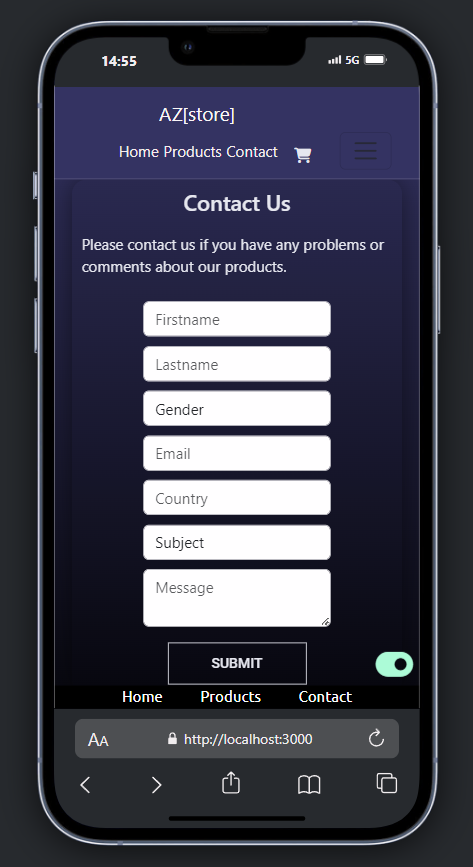 14:55 5G
AZ[store]
Home Products Contact
Contact Us
Please contact us if you have any problems or
comments about our products.
Firstname
Lastname
Gender
Email
Country
Subject
Message
SUBMIT
Home Products Contact
AA http://localhost:3000